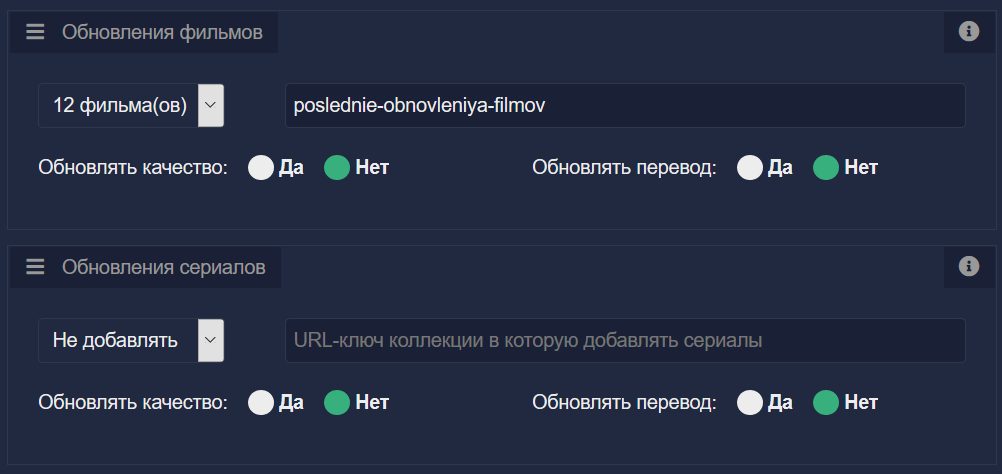 Обновления фильмов
12 фильма(ов) poslednie-obnovleniya-filmov
Обновлять качество: Да Нет Обновлять перевод: Да Нет
Обновления сериалов
Не добавлять URL-ключ коллекции в которую добавлять сериалы
Обновлять качество: Да Нет Обновлять перевод: Да Нет